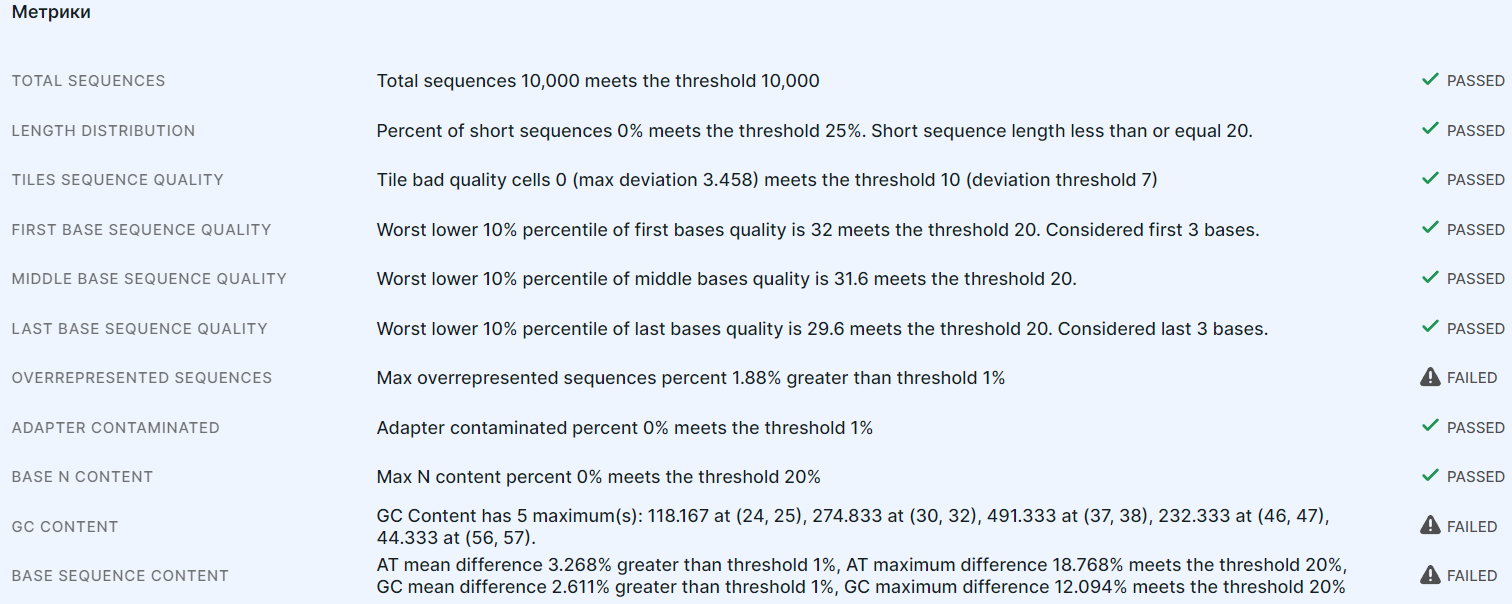 Метрики
TOTAL SEQUENCES Total sequences 10,000 meets the threshold 10,000 PASSED
LENGTH DISTRIBUTION Percent of short sequences 0% meets the threshold 25%. Short sequence length less than or equal 20. PASSED
TILES SEQUENCE QUALITY Tile bad quality cells 0 (max deviation 3.458) meets the threshold 10 (deviation threshold 7) PASSED
FIRST BASE SEQUENCE QUALITY Worst lower 10% percentile of first bases quality is 32 meets the threshold 20. Considered first 3 bases. PASSED
MIDDLE BASE SEQUENCE QUALITY Worst lower 10% percentile of middle bases quality is 31.6 meets the threshold 20. PASSED
LAST BASE SEQUENCE QUALITY Worst lower 10% percentile of last bases quality is 29.6 meets the threshold 20. Considered last 3 bases. PASSED
OVERREPRESENTED SEQUENCES Max overrepresented sequences percent 1.88% greater than threshold 1% FAILED
ADAPTER CONTAMINATED Adapter contaminated percent 0% meets the threshold 1% PASSED
BASE N CONTENT Max N content percent 0% meets the threshold 20% PASSED
GC CONTENT GC Content has 5 maximum(s): 118.167 at (24, 25), 274.833 at (30, 32), 491.333 at (37, 38), 232.333 at (46, 47),
44.333 at (56, 57). FAILED
BASE SEQUENCE CONTENT AT mean difference 3.268% greater than threshold 1%, AT maximum difference 18.768% meets the threshold 20%,
GC mean difference 2.611% greater than threshold 1%, GC maximum difference 12.094% meets the threshold 20% FAILED